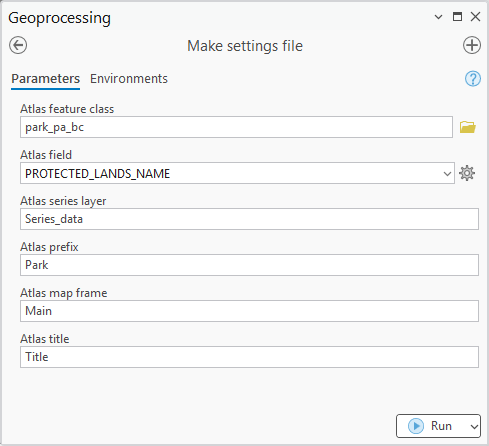 Geoprocessing
Make settings file
Parameters Environments
Atlas feature class
park_pa_bc
Atlas field
PROTECTED_LANDS_NAME
Atlas series layer
Series_data
Atlas prefix
Park
Atlas map frame
Main
Atlas title
Title
Run